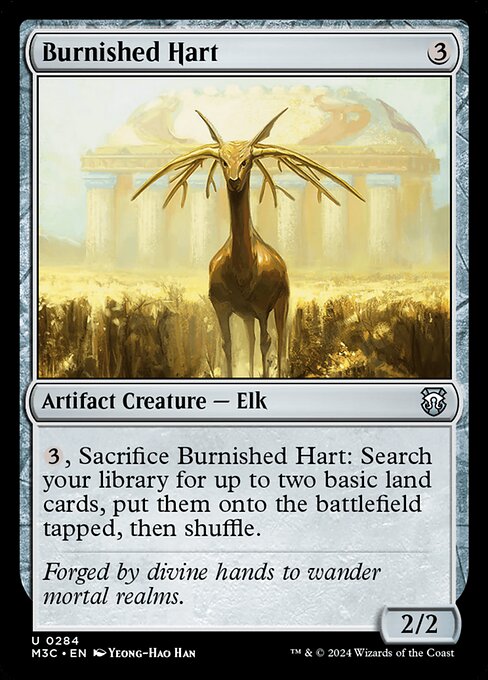 Burnished Hart 3
Artifact Creature — Elk
3, Sacrifice Burnished Hart: Search
your library for up to two basic land
cards, put them onto the battlefield
tapped, then shuffle.
Forged by divine hands to wander
mortal realms.
2/2
U 0284
M3C • EN Yeong-Hao Han
™ & © 2024 Wizards of the Coast